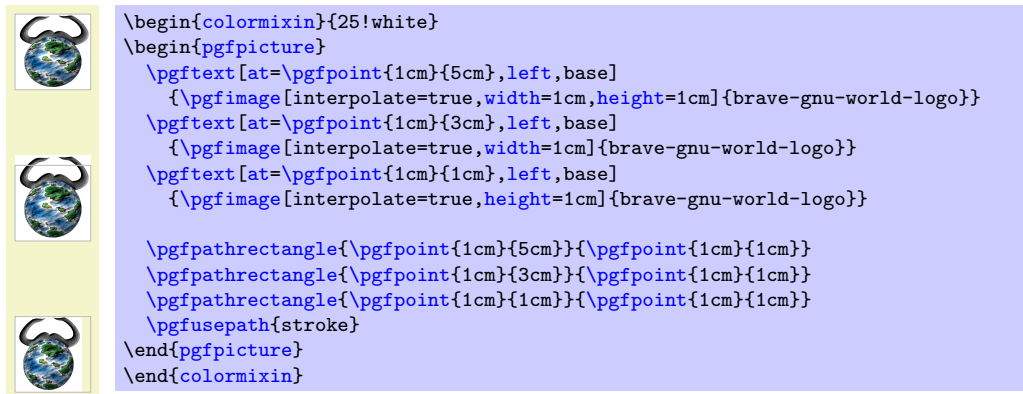 \begin{colormixin}{25!white}
\begin{pgfpicture}
  \pgftext[at=\pgfpoint{1cm}{5cm},left,base]
    {\pgfimage[interpolate=true,width=1cm,height=1cm]{brave-gnu-world-logo}}
  \pgftext[at=\pgfpoint{1cm}{3cm},left,base]
    {\pgfimage[interpolate=true,width=1cm]{brave-gnu-world-logo}}
  \pgftext[at=\pgfpoint{1cm}{1cm},left,base]
    {\pgfimage[interpolate=true,height=1cm]{brave-gnu-world-logo}}

  \pgfpathrectangle{\pgfpoint{1cm}{5cm}}{\pgfpoint{1cm}{1cm}}
  \pgfpathrectangle{\pgfpoint{1cm}{3cm}}{\pgfpoint{1cm}{1cm}}
  \pgfpathrectangle{\pgfpoint{1cm}{1cm}}{\pgfpoint{1cm}{1cm}}
  \pgfusepath{stroke}
\end{pgfpicture}
\end{colormixin}